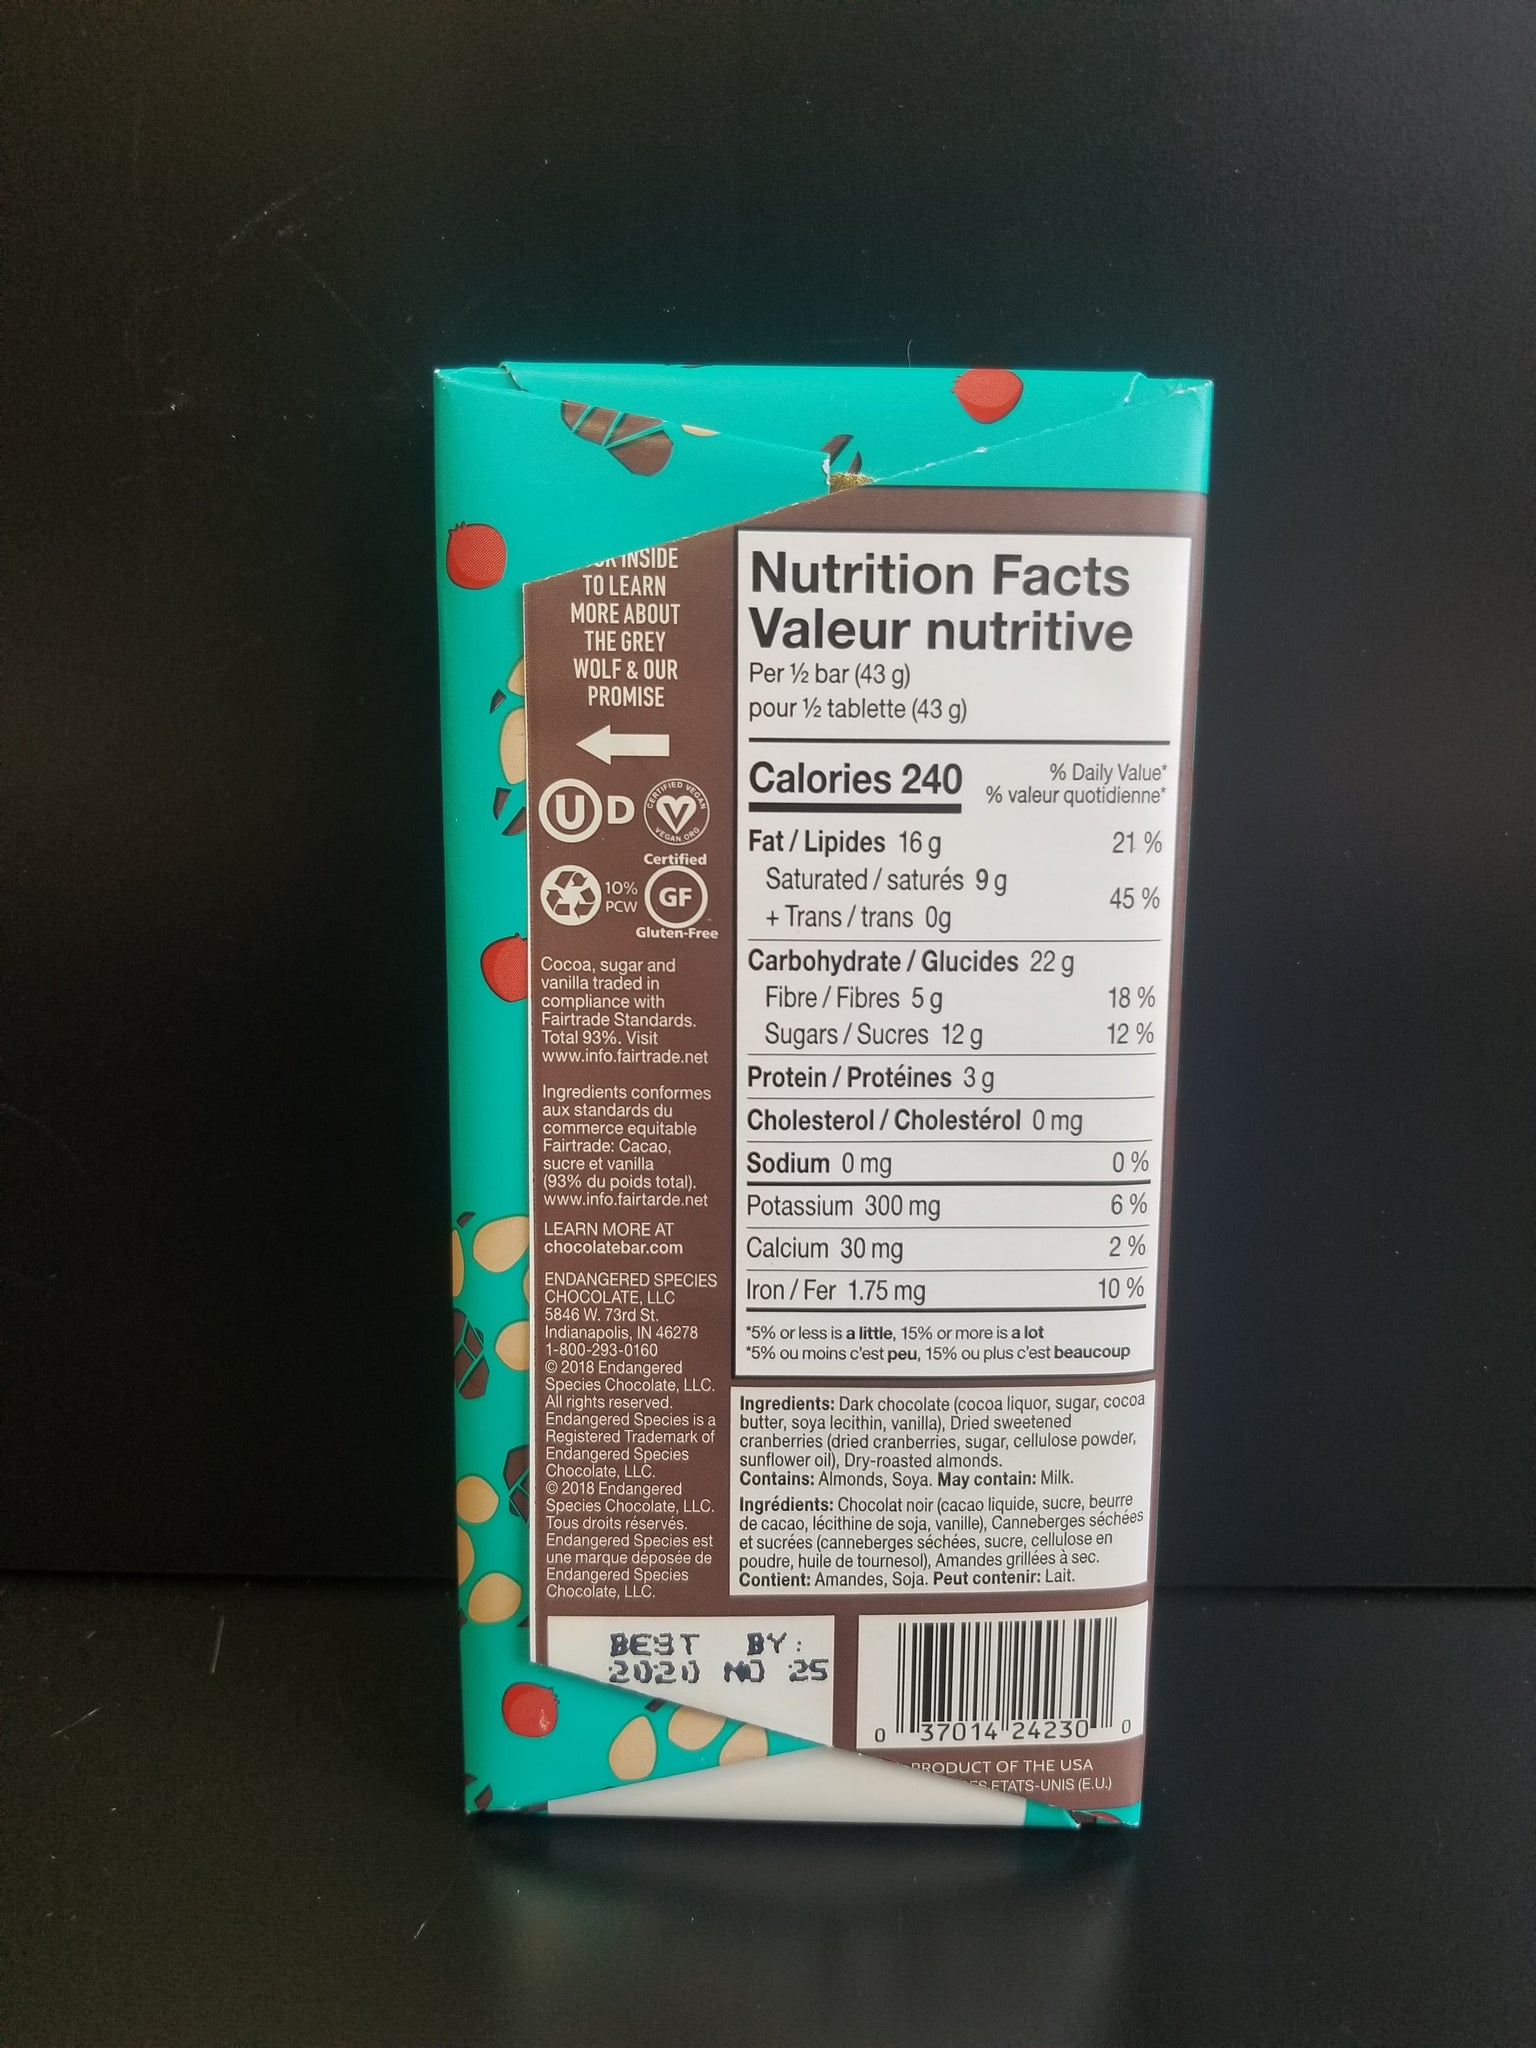 INSIDE
TO LEARN
MORE ABOUT
THE GREY
WOLF & OUR
PROMISE
U D
CERTIFIED VEGAN
VEGAN.ORG
10%
PCW
Certified
GF
Gluten-Free
Cocoa, sugar and
vanilla traded in
compliance with
Fairtrade Standards.
Total 93%. Visit
www.info.fairtrade.net
Ingredients conformes
aux standards du
commerce equitable
Fairtrade: Cacao,
sucre et vanilla
(93% du poids total).
www.info.fairtarde.net
LEARN MORE AT
chocolatebar.com
ENDANGERED SPECIES
CHOCOLATE, LLC
5846 W. 73rd St.
Indianapolis, IN 46278
1-800-293-0160
© 2018 Endangered
Species Chocolate, LLC.
All rights reserved.
Endangered Species is a
Registered Trademark of
Endangered Species
Chocolate, LLC.
© 2018 Endangered
Species Chocolate, LLC.
Tous droits réservés.
Endangered Species est
une marque déposée de
Endangered Species
Chocolate, LLC.
Nutrition Facts
Valeur nutritive
Per ½ bar (43 g)
pour ½ tablette (43 g)
Calories 240
% Daily Value*
% valeur quotidienne*
Fat / Lipides 16 g 21 %
Saturated / saturés 9 g
+ Trans / trans 0g
45 %
Carbohydrate / Glucides 22 g
Fibre / Fibres 5 g 18 %
Sugars / Sucres 12 g 12 %
Protein / Protéines 3 g
Cholesterol / Cholestérol 0 mg
Sodium 0 mg 0 %
Potassium 300 mg 6 %
Calcium 30 mg 2 %
Iron / Fer 1.75 mg 10 %
*5% or less is a little, 15% or more is a lot
*5% ou moins c'est peu, 15% ou plus c'est beaucoup
Ingredients: Dark chocolate (cocoa liquor, sugar, cocoa
butter, soya lecithin, vanilla), Dried sweetened
cranberries (dried cranberries, sugar, cellulose powder,
sunflower oil), Dry-roasted almonds.
Contains: Almonds, Soya. May contain: Milk.
Ingrédients: Chocolat noir (cacao liquide, sucre, beurre
de cacao, lécithine de soja, vanille), Canneberges séchées
et sucrées (canneberges séchées, sucre, cellulose en
poudre, huile de tournesol), Amandes grillées à sec.
Contient: Amandes, Soja. Peut contenir: Lait.
BEST BY:
2020 NO 25
0 37014 24230 0
PRODUCT OF THE USA
ETATS-UNIS (E.U.)